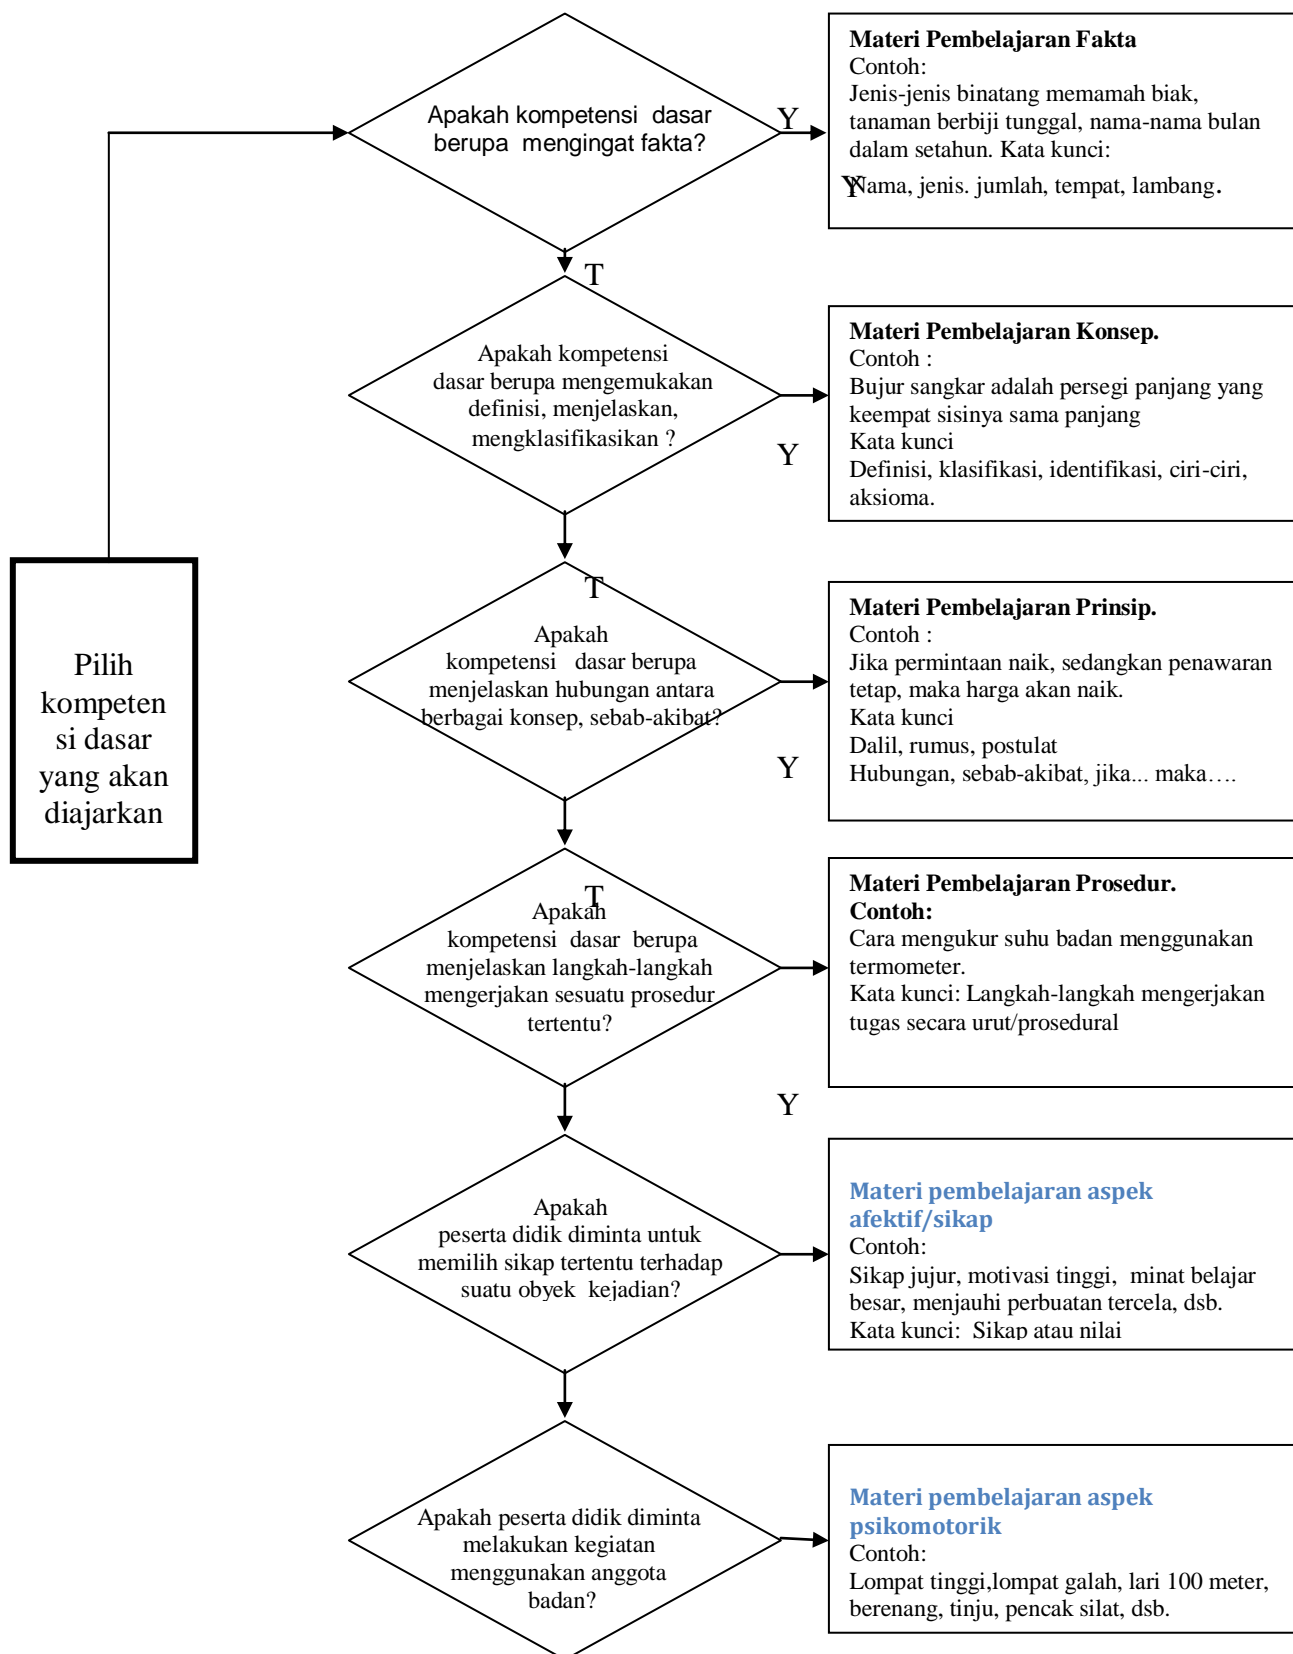 Apakah kompetensi dasar
berupa mengingat fakta?
Y
Materi Pembelajaran Fakta
Contoh:
Jenis-jenis binatang memamah biak,
tanaman berbiji tunggal, nama-nama bulan
dalam setahun. Kata kunci:
Y
Nama, jenis. jumlah, tempat, lambang.
T
Apakah kompetensi
dasar berupa mengemukakan
definisi, menjelaskan,
mengklasifikasikan ?
Y
Materi Pembelajaran Konsep.
Contoh :
Bujur sangkar adalah persegi panjang yang
keempat sisinya sama panjang
Kata kunci
Definisi, klasifikasi, identifikasi, ciri-ciri,
aksioma.
Pilih
kompeten
si dasar
yang akan
diajarkan
T
Apakah
kompetensi dasar berupa
menjelaskan hubungan antara
berbagai konsep, sebab-akibat?
Y
Materi Pembelajaran Prinsip.
Contoh :
Jika permintaan naik, sedangkan penawaran
tetap, maka harga akan naik.
Kata kunci
Dalil, rumus, postulat
Hubungan, sebab-akibat, jika... maka….
T
Apakah
kompetensi dasar berupa
menjelaskan langkah-langkah
mengerjakan sesuatu prosedur
tertentu?
Y
Materi Pembelajaran Prosedur.
Contoh:
Cara mengukur suhu badan menggunakan
termometer.
Kata kunci: Langkah-langkah mengerjakan
tugas secara urut/prosedural
Apakah
peserta didik diminta untuk
memilih sikap tertentu terhadap
suatu obyek kejadian?
Materi pembelajaran aspek
afektif/sikap
Contoh:
Sikap jujur, motivasi tinggi, minat belajar
besar, menjauhi perbuatan tercela, dsb.
Kata kunci: Sikap atau nilai
Apakah peserta didik diminta
melakukan kegiatan
menggunakan anggota
badan?
Materi pembelajaran aspek
psikomotorik
Contoh:
Lompat tinggi,lompat galah, lari 100 meter,
berenang, tinju, pencak silat, dsb.